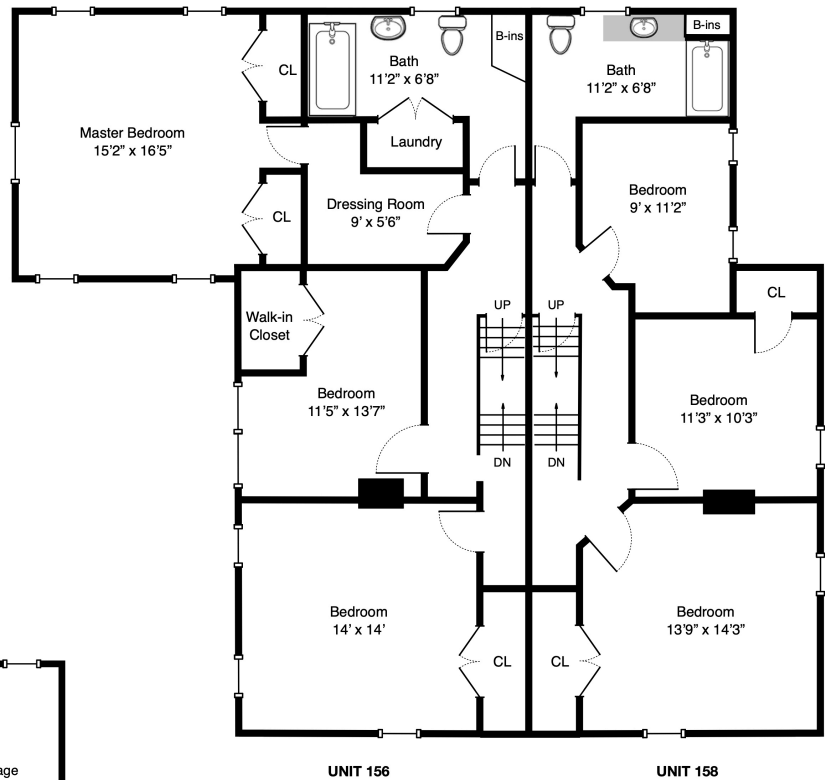 B-ins
B-ins
CL
Bath
11'2" x 6'8"
Bath
11'2" x 6'8"
Master Bedroom
15'2" x 16'5"
Laundry
Bedroom
9' x 11'2"
Dressing Room
9' x 5'6"
CL
CL
UP
UP
Walk-in
Closet
Bedroom
11'5" x 13'7"
Bedroom
11'3" x 10'3"
DN
DN
Bedroom
14' x 14'
Bedroom
13'9" x 14'3"
CL
CL
age
UNIT 156
UNIT 158